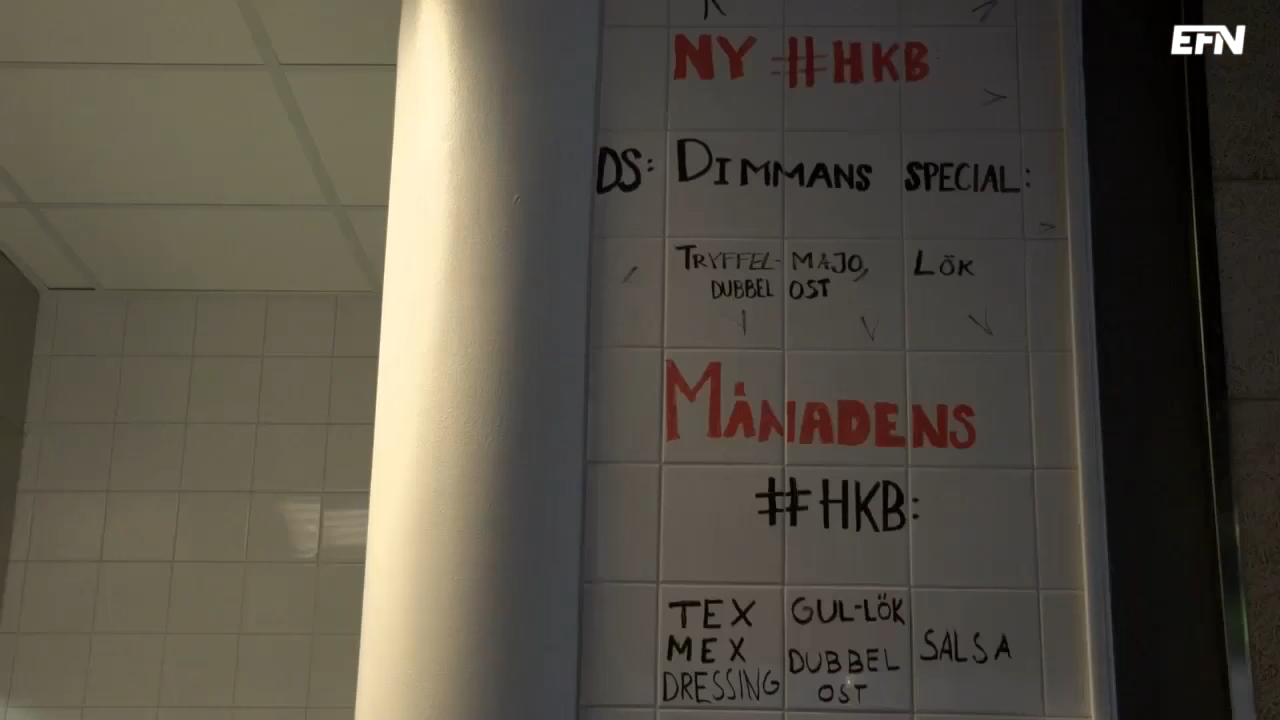 EFN
NY #HKB
DS: DIMMANS SPECIAL:
TRYFFEL- MAJO, LÖK
DUBBEL OST
MÅNADENS
#HKB:
TEX GUL-LÖK
MEX DUBBEL SALSA
DRESSING OST